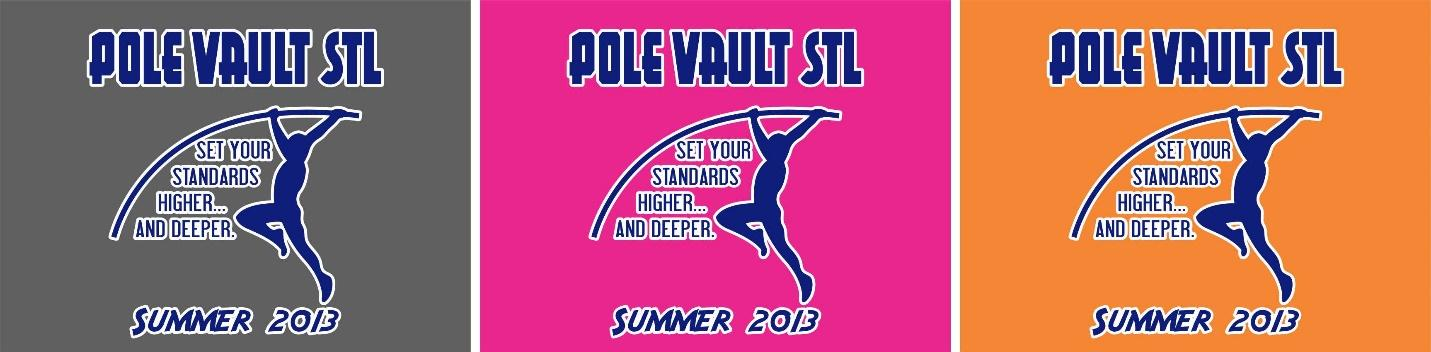 POLE VAULT STL
SET YOUR
STANDARDS
HIGHER...
AND DEEPER.
SUMMER 2013
POLE VAULT STL
SET YOUR
STANDARDS
HIGHER...
AND DEEPER.
SUMMER 2013
POLE VAULT STL
SET YOUR
STANDARDS
HIGHER...
AND DEEPER.
SUMMER 2013